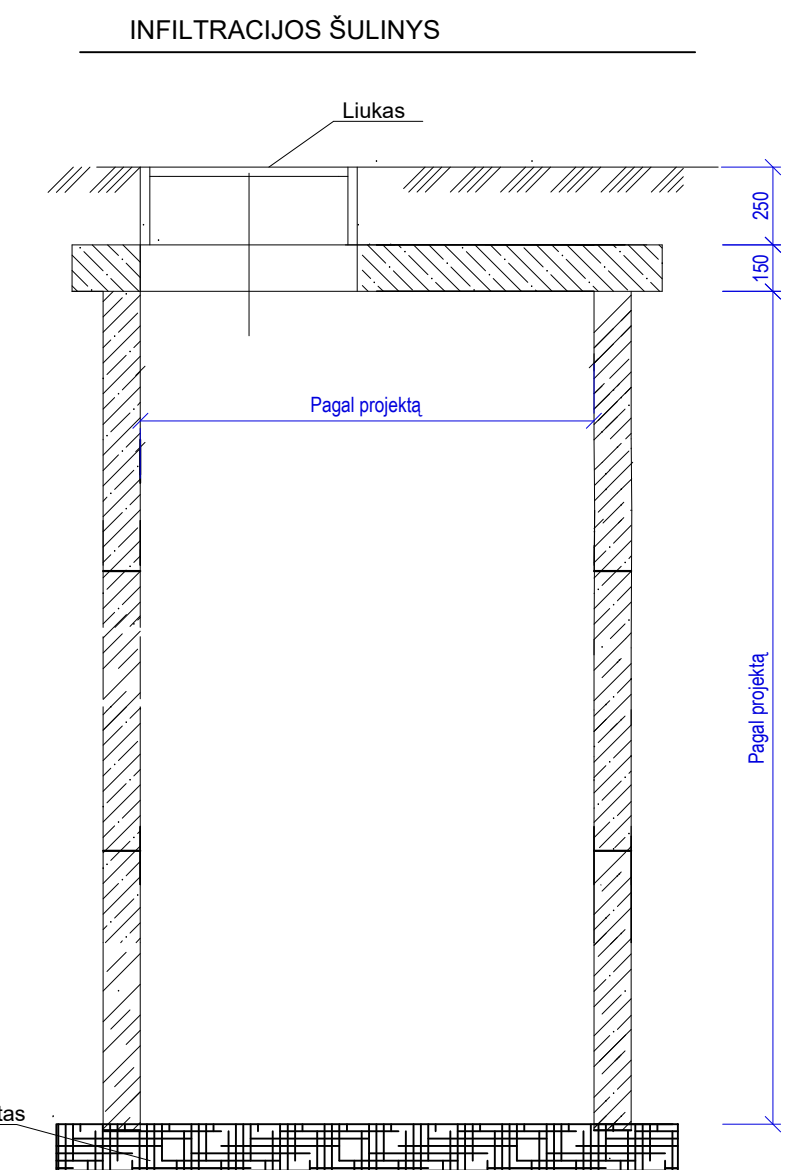 INFILTRACIJOS ŠULINYS
Liukas
250
150
Pagal projektą
Pagal projektą